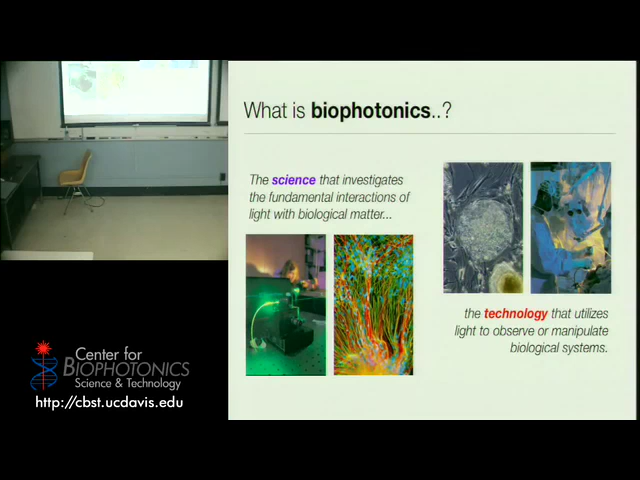 What is biophotonics..?
The science that investigates
the fundamental interactions of
light with biological matter...
the technology that utilizes
light to observe or manipulate
biological systems.
Center for
BIOPHOTONICS
Science & Technology
http://cbst.ucdavis.edu